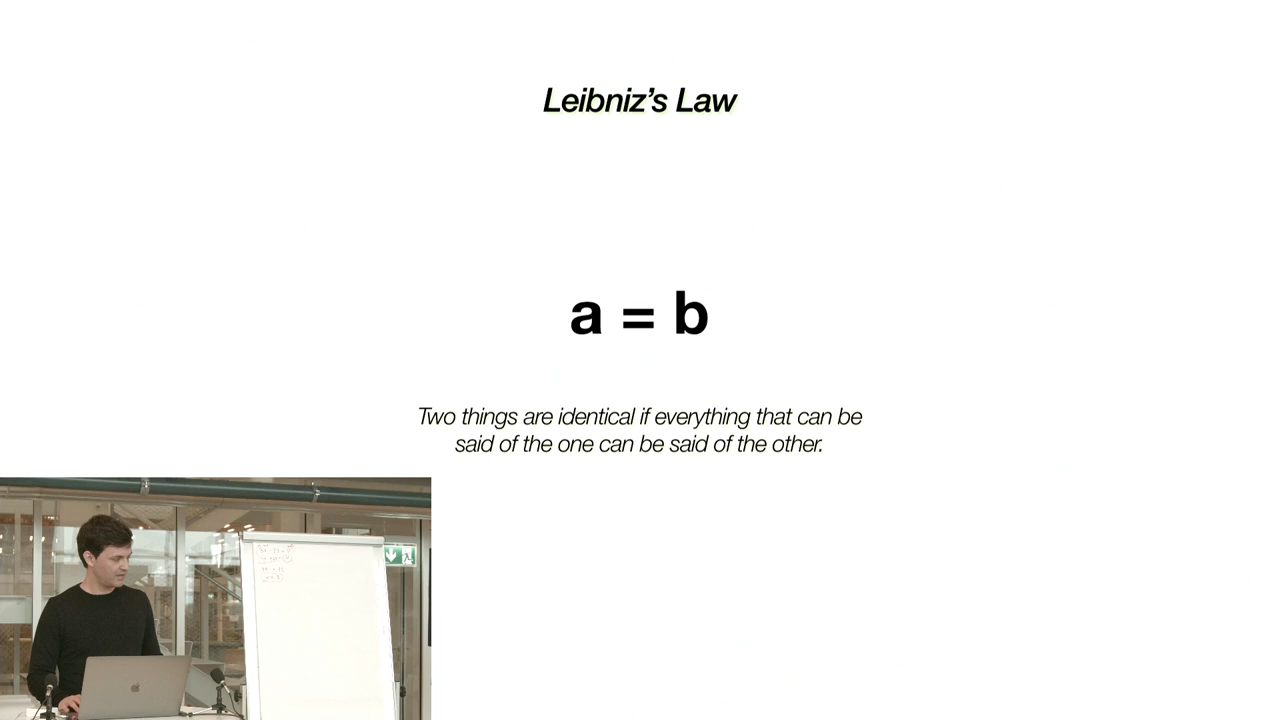 Leibniz's Law
a = b
Two things are identical if everything that can be
said of the one can be said of the other.